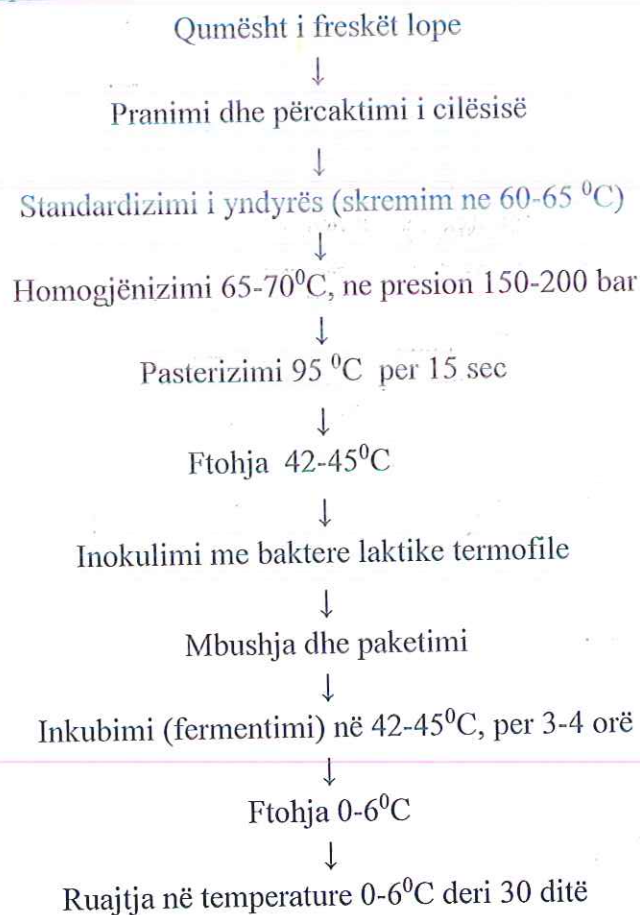 Qumësht i freskët lope
↓
Pranimi dhe përcaktimi i cilësisë
↓
Standardizimi i yndyrës (skremim ne 60-65 ⁰C)
↓
Homogjënizimi 65-70⁰C, ne presion 150-200 bar
↓
Pasterizimi 95 ⁰C per 15 sec
↓
Ftohja 42-45⁰C
↓
Inokulimi me baktere laktike termofile
↓
Mbushja dhe paketimi
↓
Inkubimi (fermentimi) në 42-45⁰C, per 3-4 orë
↓
Ftohja 0-6⁰C
↓
Ruajtja në temperature 0-6⁰C deri 30 ditë